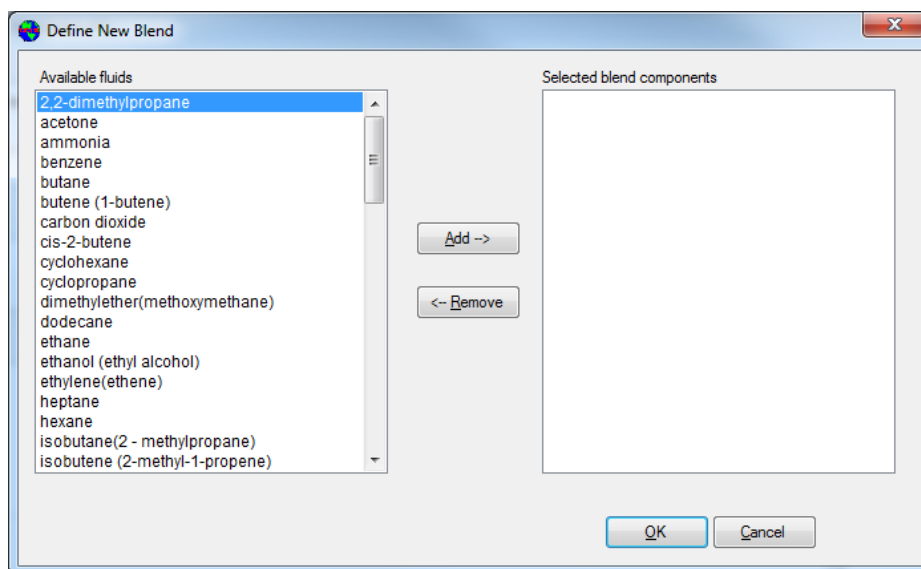 Define New Blend
Available fluids
Selected blend components
2,2-dimethylpropane
acetone
ammonia
benzene
butane
butene (1-butene)
carbon dioxide
cis-2-butene
cyclohexane
cyclopropane
dimethylether(methoxymethane)
dodecane
ethane
ethanol (ethyl alcohol)
ethylene(ethene)
heptane
hexane
isobutane(2 - methylpropane)
isobutene (2-methyl-1-propene)
Add -->
<-- Remove
OK
Cancel